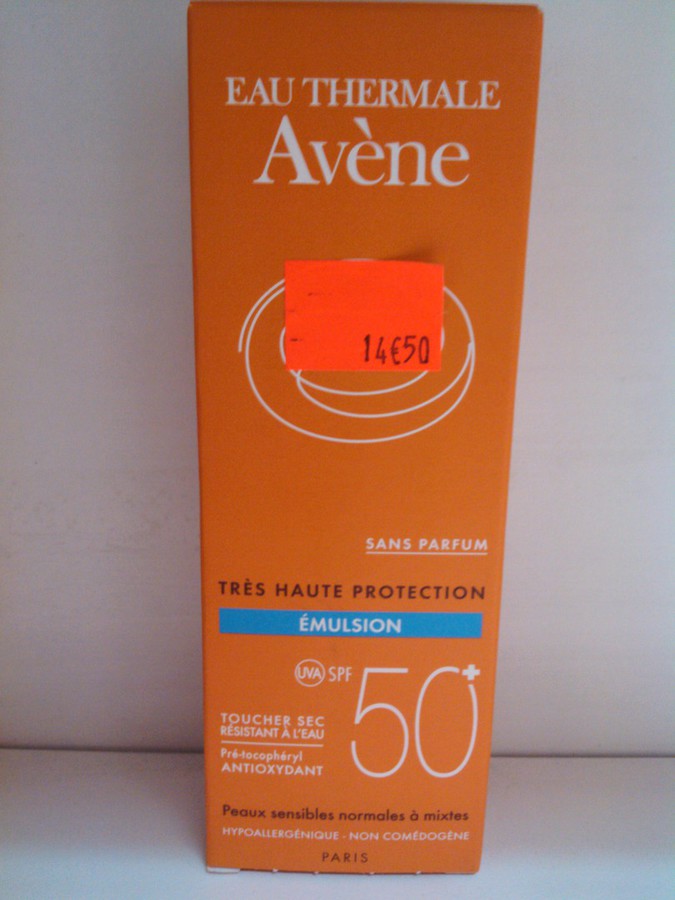 EAU THERMALE
Avène
14€50
SANS PARFUM
TRÈS HAUTE PROTECTION
ÉMULSION
UVA SPF 50+
TOUCHER SEC
RÉSISTANT À L'EAU
Pré-tocophéryl
ANTIOXYDANT
Peaux sensibles normales à mixtes
HYPOALLERGÉNIQUE - NON COMÉDOGÈNE
PARIS